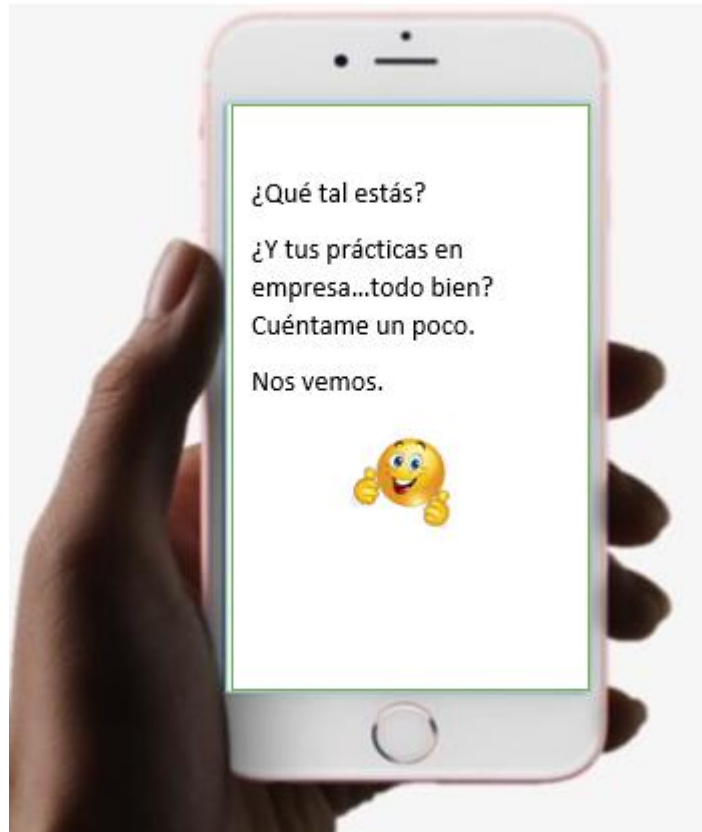 ¿Qué tal estás?
¿Y tus prácticas en
empresa...todo bien?
Cuéntame un poco.
Nos vemos.